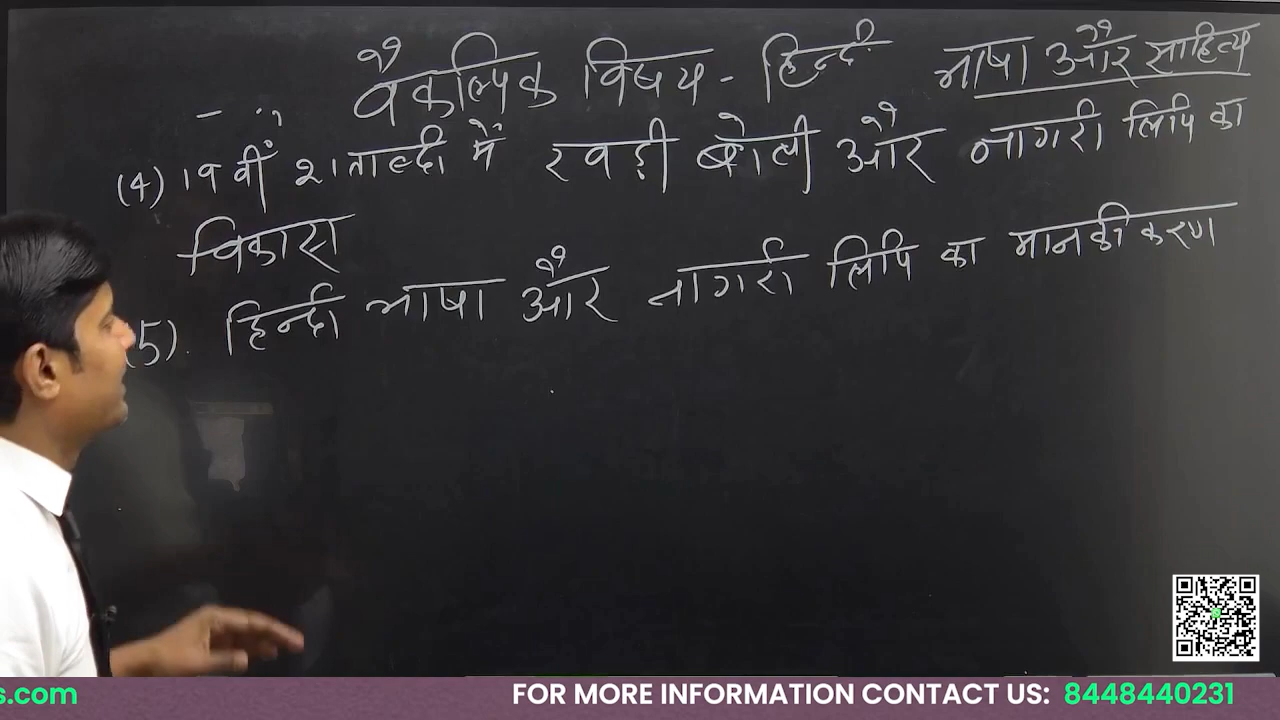 वैकल्पिक विषय - हिन्दी भाषा और साहित्य
(4) 19वीं शताब्दी में खड़ी बोली और नागरी लिपि का
विकास
(5). हिन्दी भाषा और नागरी लिपि का मानकीकरण
s.com FOR MORE INFORMATION CONTACT US: 8448440231